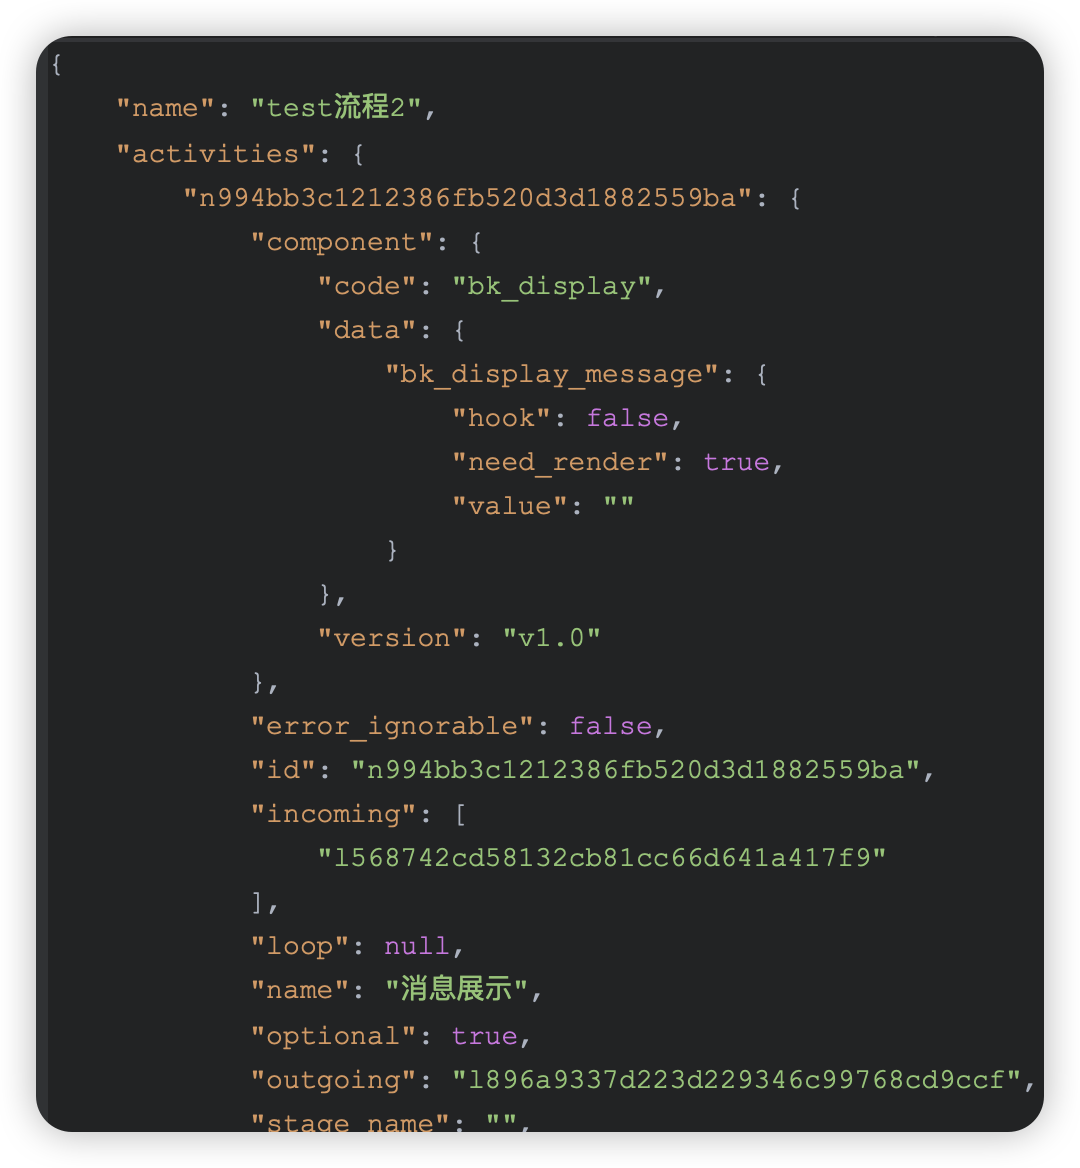 {
    "name": "test流程2",
    "activities": {
        "n994bb3c1212386fb520d3d1882559ba": {
            "component": {
                "code": "bk_display",
                "data": {
                    "bk_display_message": {
                        "hook": false,
                        "need_render": true,
                        "value": ""
                    }
                },
                "version": "v1.0"
            },
            "error_ignorable": false,
            "id": "n994bb3c1212386fb520d3d1882559ba",
            "incoming": [
                "l568742cd58132cb81cc66d641a417f9"
            ],
            "loop": null,
            "name": "消息展示",
            "optional": true,
            "outgoing": "l896a9337d223d229346c99768cd9ccf",
            "stage_name": "",